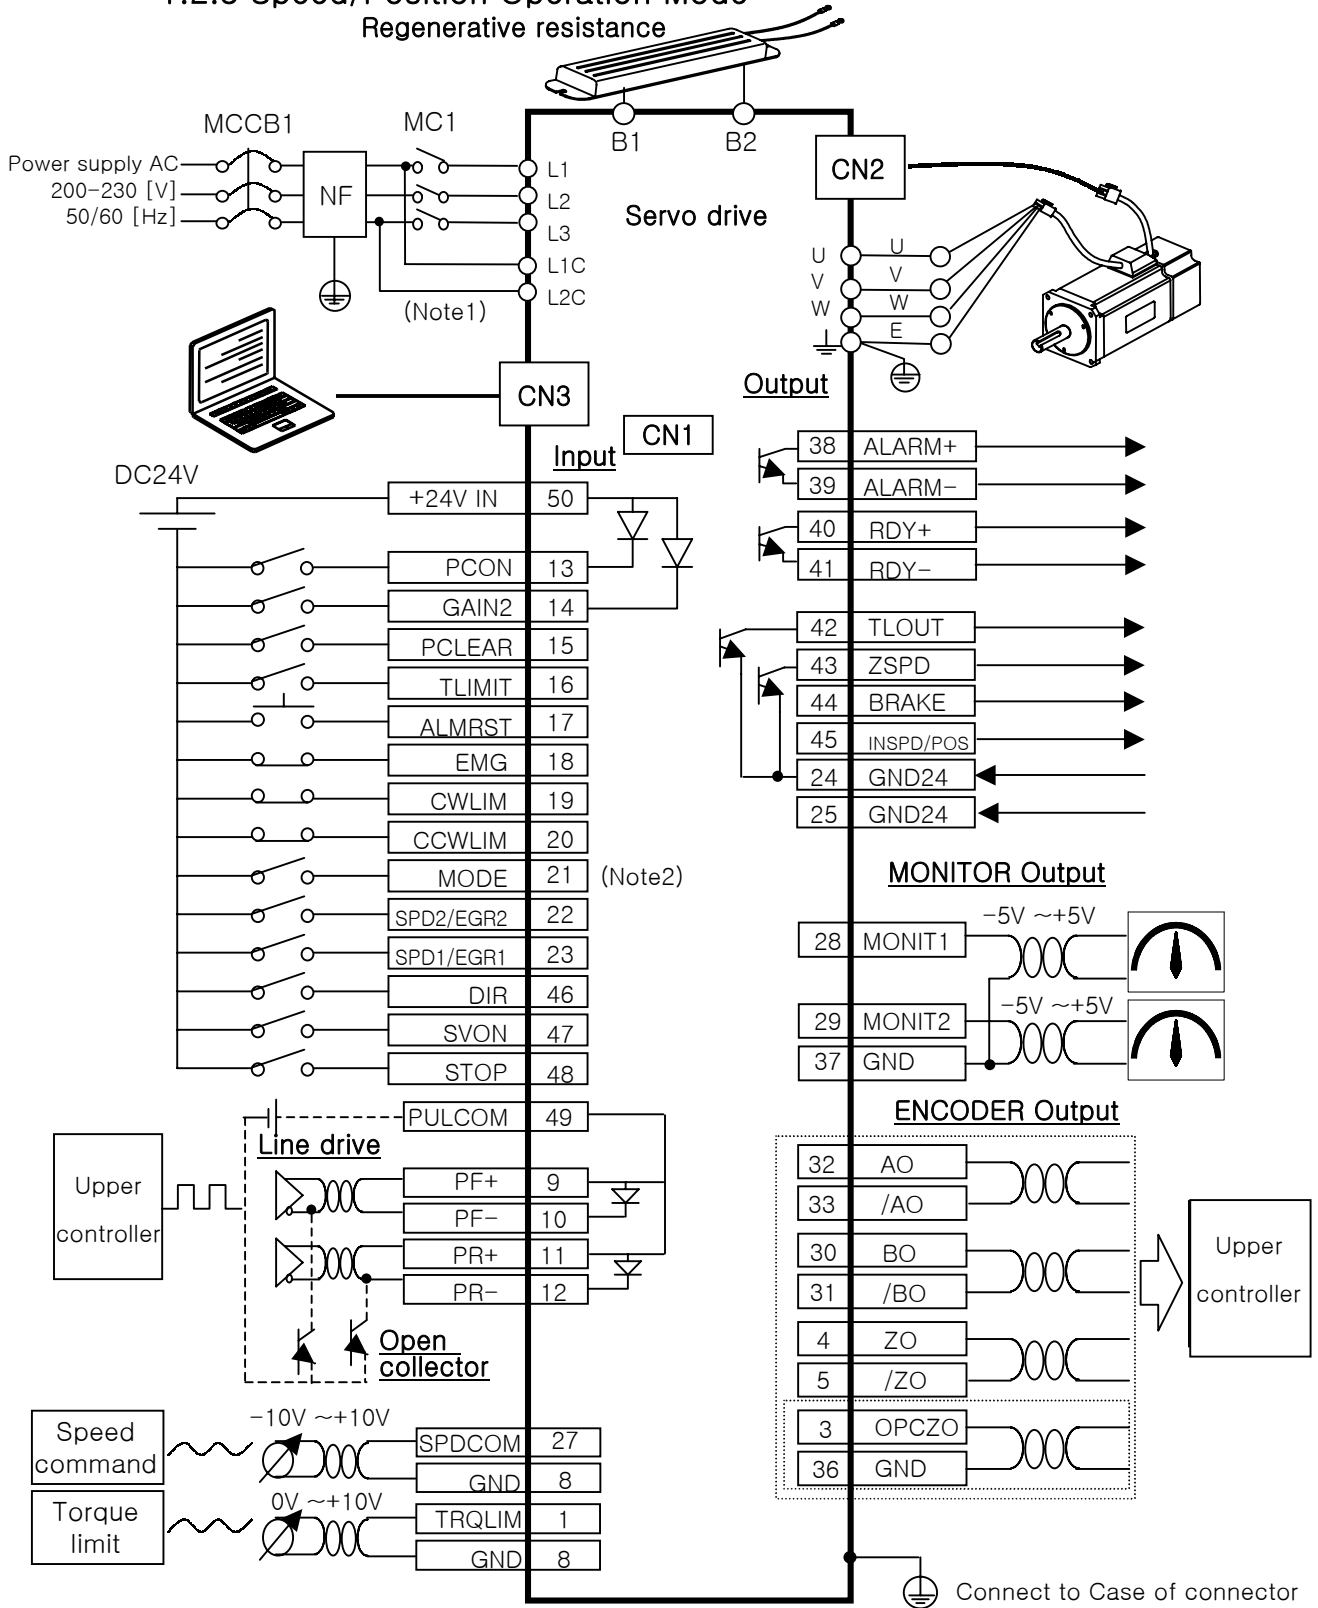 Regenerative resistance
MCCB1
MC1
B1
B2
Power supply AC
200-230 [V]
50/60 [Hz]
NF
L1
L2
L3
L1C
L2C
(Note1)
Servo drive
CN2
U
V
W
U
V
W
E
CN3
Output
CN1
Input
DC24V
+24V IN 50
PCON 13
GAIN2 14
PCLEAR 15
TLIMIT 16
ALMRST 17
EMG 18
CWLIM 19
CCWLIM 20
MODE 21 (Note2)
SPD2/EGR2 22
SPD1/EGR1 23
DIR 46
SVON 47
STOP 48
PULCOM 49
Line drive
Upper
controller
PF+ 9
PF- 10
PR+ 11
PR- 12
Open
collector
Speed
command
-10V ~+10V
SPDCOM 27
GND 8
Torque
limit
0V ~+10V
TRQLIM 1
GND 8
38 ALARM+
39 ALARM-
40 RDY+
41 RDY-
42 TLOUT
43 ZSPD
44 BRAKE
45 INSPD/POS
24 GND24
25 GND24
MONITOR Output
-5V ~+5V
28 MONIT1
-5V ~+5V
29 MONIT2
37 GND
ENCODER Output
32 AO
33 /AO
30 BO
31 /BO
4 ZO
5 /ZO
3 OPCZO
36 GND
Upper
controller
Connect to Case of connector